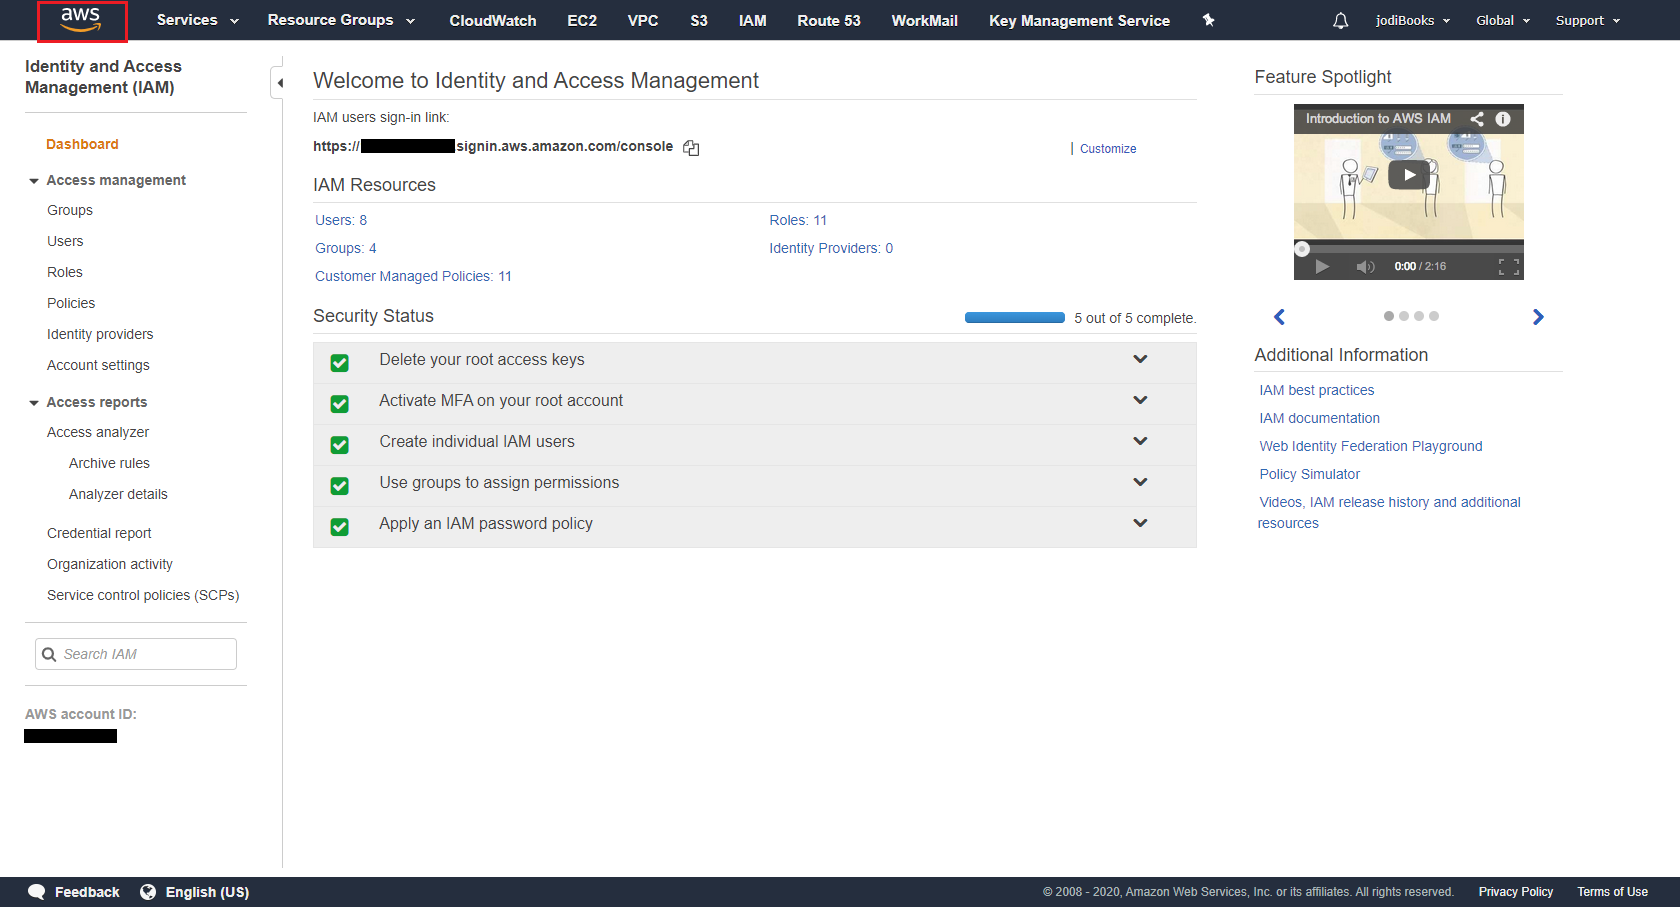 aws
Services
Resource Groups
CloudWatch
EC2
VPC
S3
IAM
Route 53
WorkMail
Key Management Service
jodiBooks
Global
Support
Identity and Access
Management (IAM)
Dashboard
Access management
Groups
Users
Roles
Policies
Identity providers
Account settings
Access reports
Access analyzer
Archive rules
Analyzer details
Credential report
Organization activity
Service control policies (SCPs)
Search IAM
AWS account ID:
Welcome to Identity and Access Management
IAM users sign-in link:
https:// signin.aws.amazon.com/console
| Customize
IAM Resources
Users: 8
Roles: 11
Groups: 4
Identity Providers: 0
Customer Managed Policies: 11
Security Status
5 out of 5 complete.
Delete your root access keys
Activate MFA on your root account
Create individual IAM users
Use groups to assign permissions
Apply an IAM password policy
Feature Spotlight
Introduction to AWS IAM
0:00 / 2:16
Additional Information
IAM best practices
IAM documentation
Web Identity Federation Playground
Policy Simulator
Videos, IAM release history and additional
resources
Feedback
English (US)
© 2008 - 2020, Amazon Web Services, Inc. or its affiliates. All rights reserved.
Privacy Policy
Terms of Use